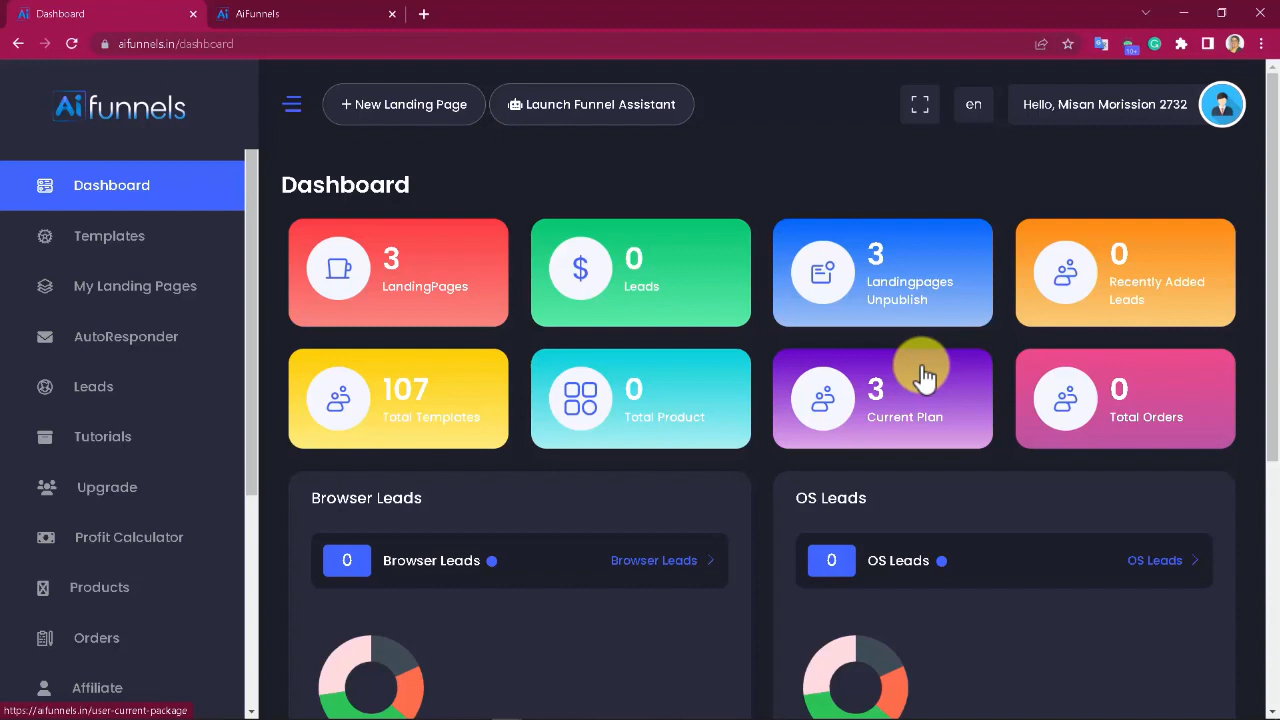 Dashboard
AiFunnels
aifunnels.in/dashboard
10+
Aifunnels
+ New Landing Page
Launch Funnel Assistant
en
Hello, Misan Morission 2732
Dashboard
Templates
My Landing Pages
AutoResponder
Leads
Tutorials
Upgrade
Profit Calculator
Products
Orders
Affiliate
Dashboard
3
LandingPages
0
Leads
3
Landingpages
Unpublish
0
Recently Added
Leads
107
Total Templates
0
Total Product
3
Current Plan
0
Total Orders
Browser Leads
0
Browser Leads
Browser Leads
OS Leads
0
OS Leads
OS Leads
https://aifunnels.in/user-current-package